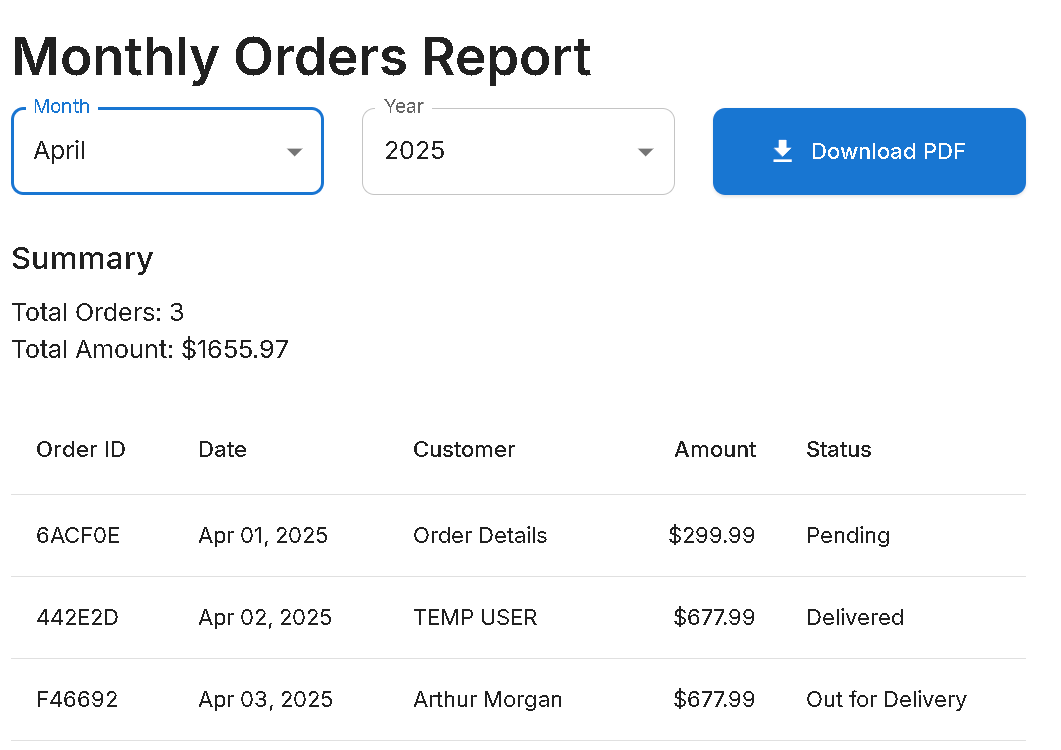 Monthly Orders Report
Month
Year
April
2025
Download PDF
Summary
Total Orders: 3
Total Amount: $1655.97
Order ID Date Customer Amount Status
6ACF0E Apr 01, 2025 Order Details $299.99 Pending
442E2D Apr 02, 2025 TEMP USER $677.99 Delivered
F46692 Apr 03, 2025 Arthur Morgan $677.99 Out for Delivery